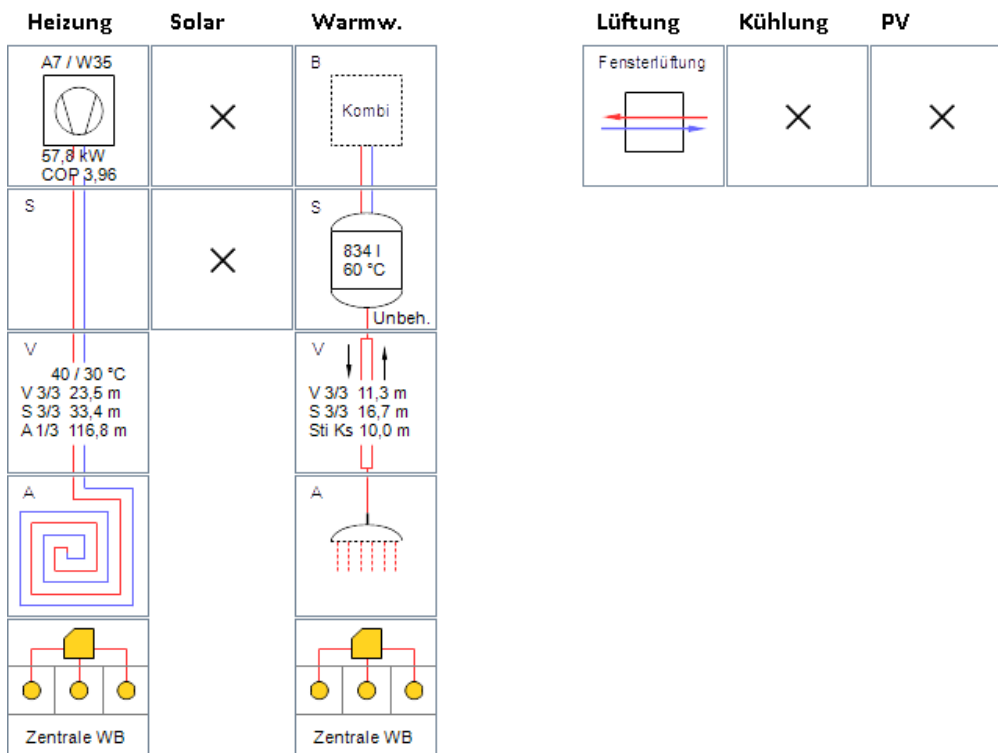 Heizung
Solar
Warmw.
Lüftung
Kühlung
PV
A7 / W35
57,8 kW
COP 3,96
B
Kombi
Fensterlüftung
S
S
834 l
60 °C
Unbeh.
V
40 / 30 °C
V 3/3 23,5 m
S 3/3 33,4 m
A 1/3 116,8 m
V
V 3/3 11,3 m
S 3/3 16,7 m
Sti Ks 10,0 m
A
A
Zentrale WB
Zentrale WB